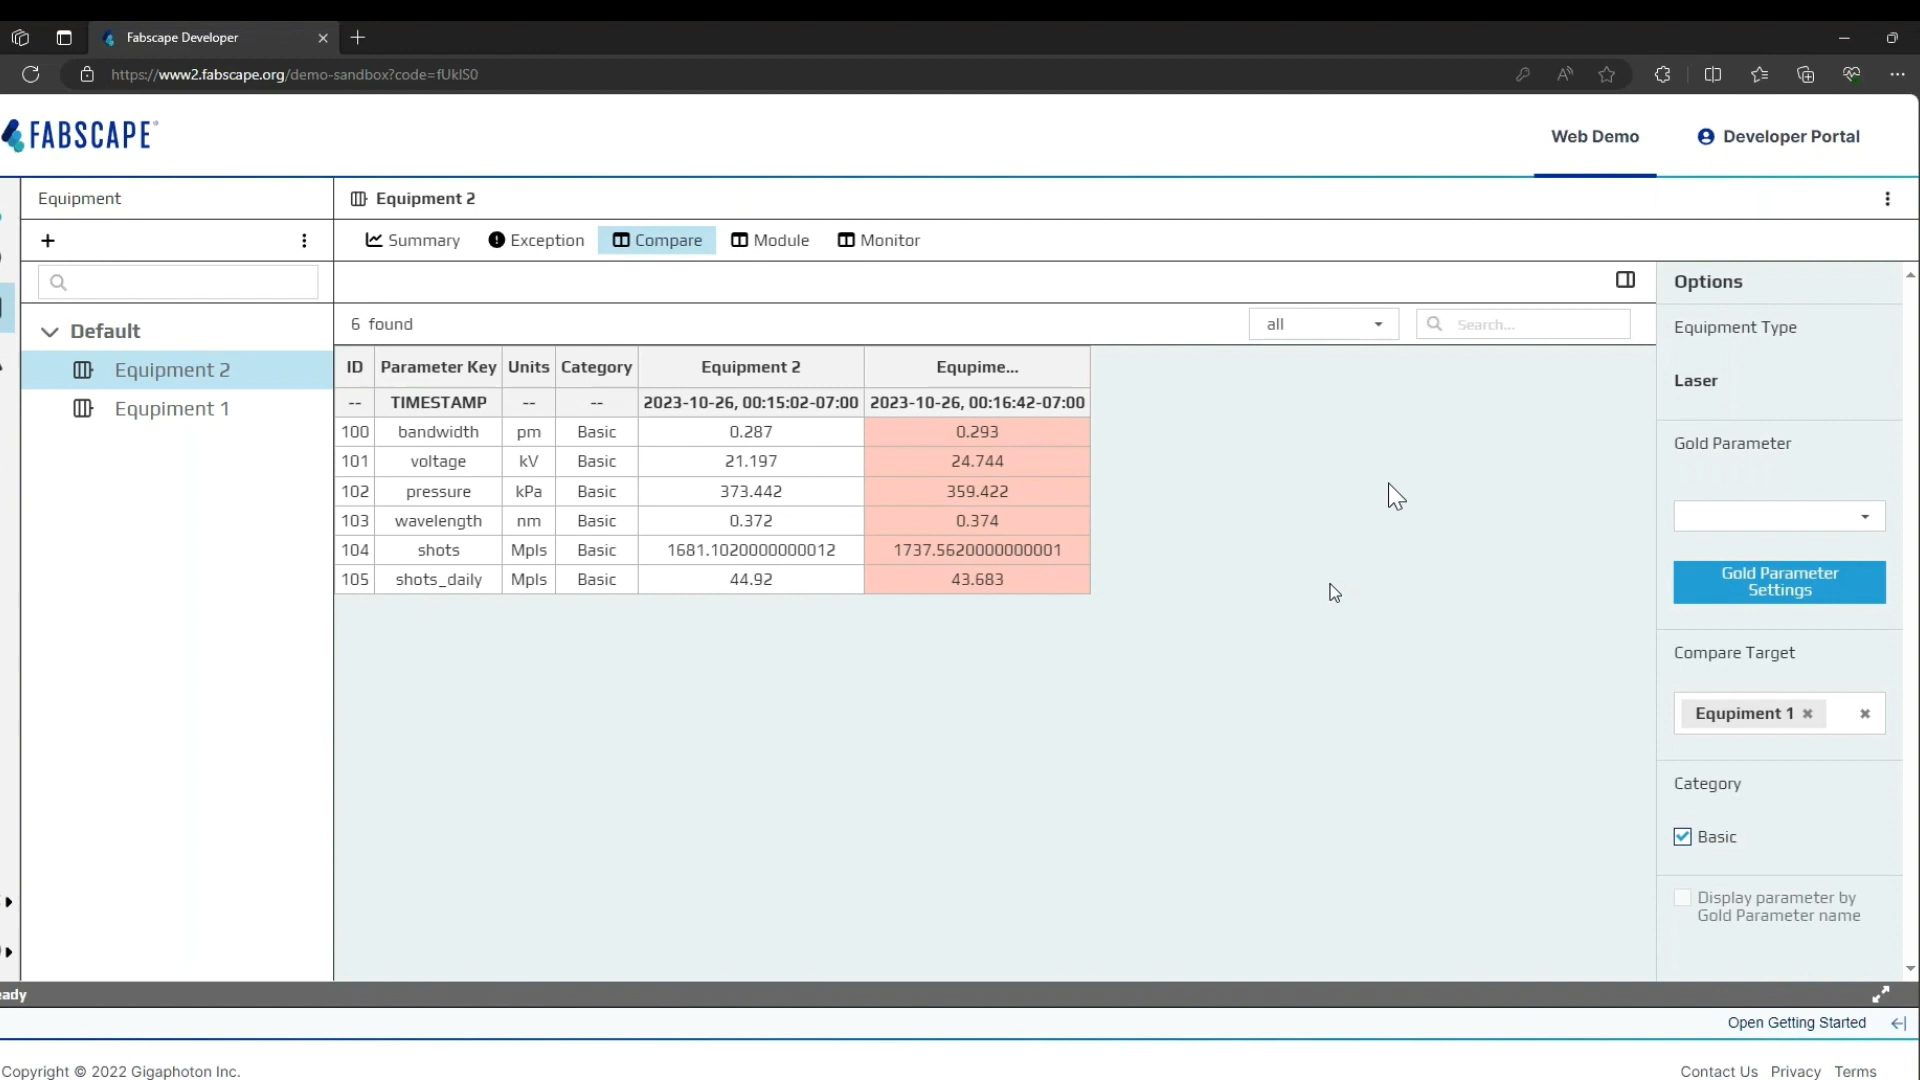 Fabscape Developer
https://www2.fabscape.org/demo-sandbox?code=fUklS0
FABSCAPE
Web Demo
Developer Portal
Equipment
Equipment 2
Summary
Exception
Compare
Module
Monitor
Options
Default
Equipment 2
Equpiment 1
6 found
all
Search...
ID Parameter Key Units Category Equipment 2 Equpime...
-- TIMESTAMP -- -- 2023-10-26, 00:15:02-07:00 2023-10-26, 00:16:42-07:00
100 bandwidth pm Basic 0.287 0.293
101 voltage kV Basic 21.197 24.744
102 pressure kPa Basic 373.442 359.422
103 wavelength nm Basic 0.372 0.374
104 shots Mpls Basic 1681.1020000000012 1737.5620000000001
105 shots_daily Mpls Basic 44.92 43.683
Equipment Type
Laser
Gold Parameter
Gold Parameter
Settings
Compare Target
Equpiment 1
Category
Basic
Display parameter by
Gold Parameter name
eady
Open Getting Started
Copyright © 2022 Gigaphoton Inc.
Contact Us Privacy Terms